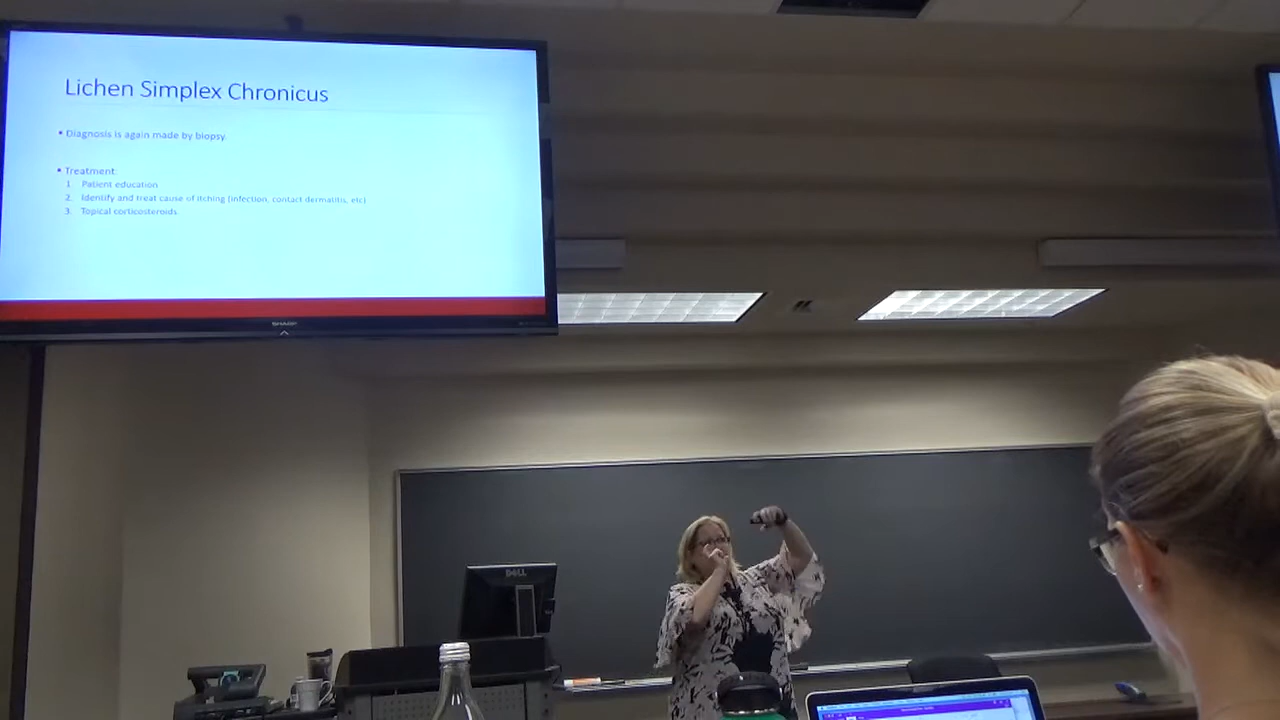 Lichen Simplex Chronicus
• Diagnosis is again made by biopsy.
• Treatment:
1. Patient education
2. Identify and treat cause of itching (infection, contact dermatitis, etc)
3. Topical corticosteroids.
SHARP
DELL